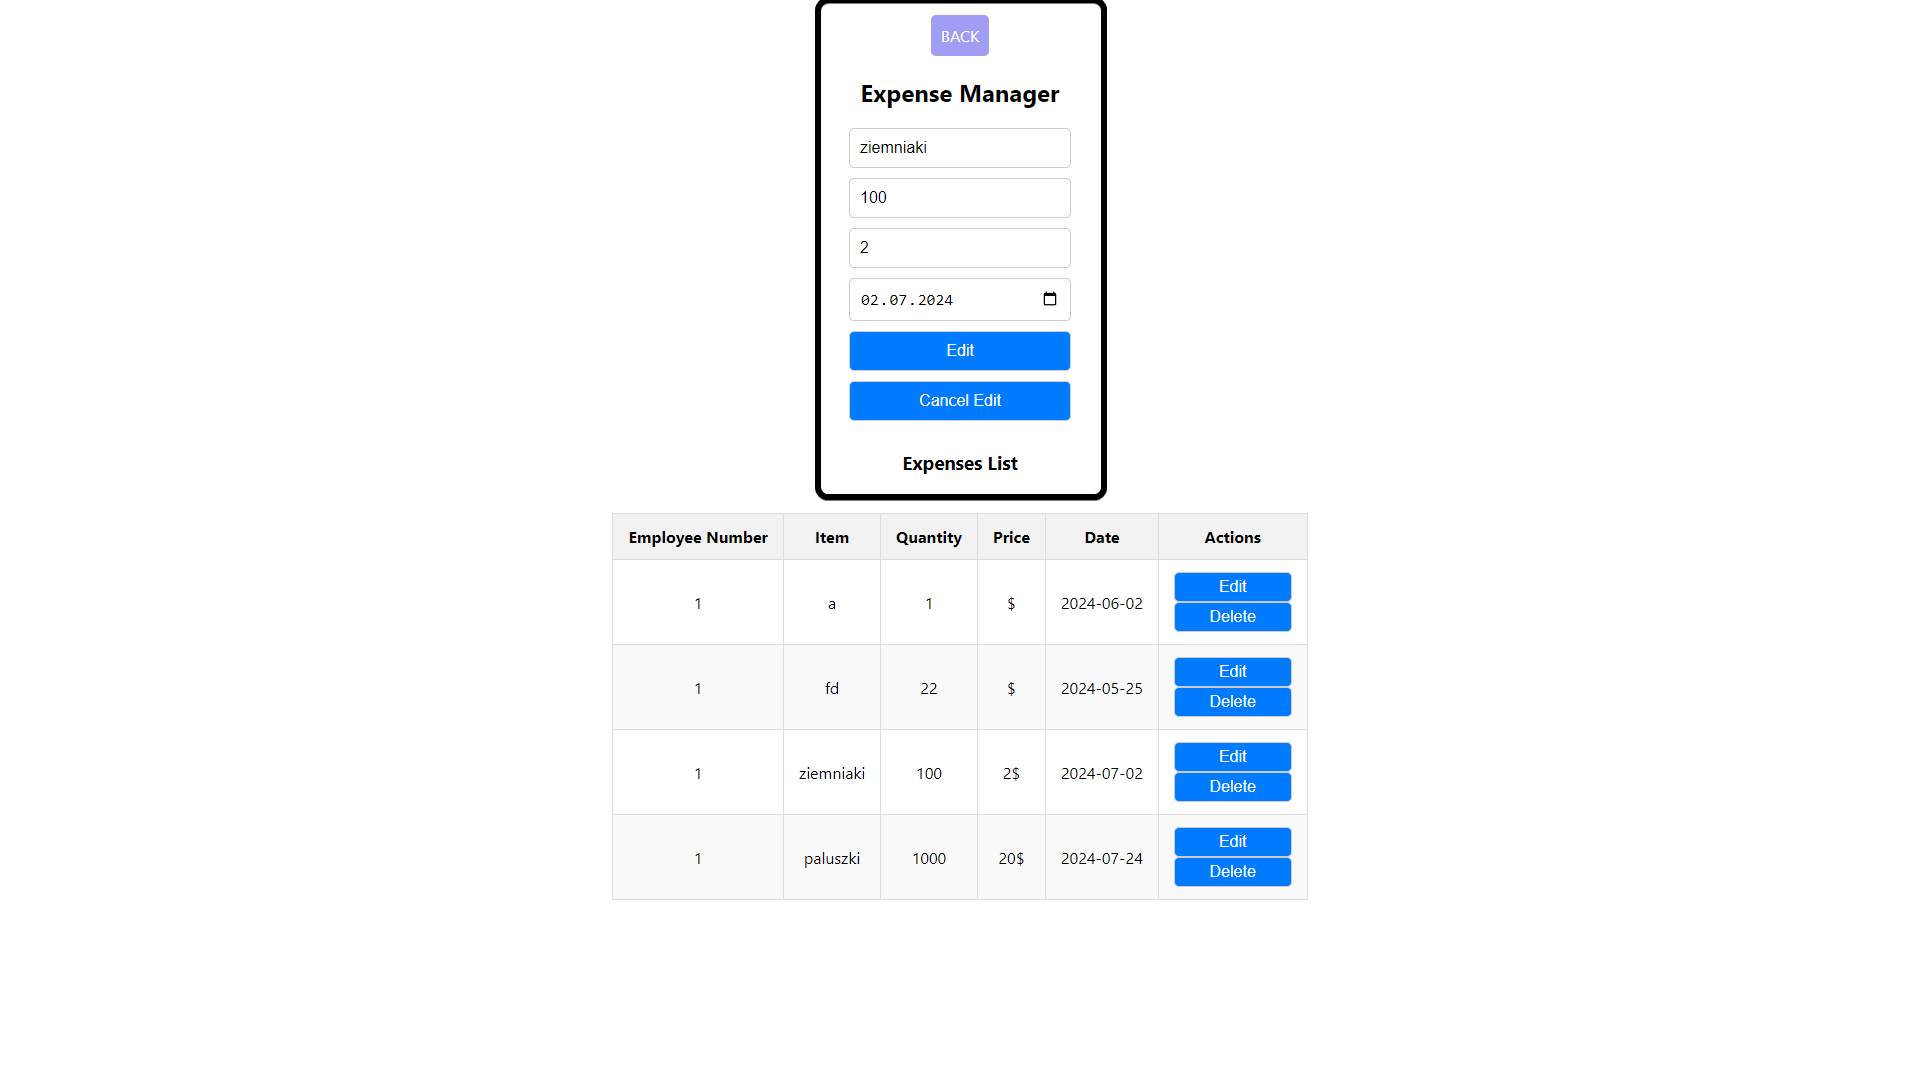 BACK
Expense Manager
ziemniaki
100
2
02.07.2024
Edit
Cancel Edit
Expenses List
Employee Number Item Quantity Price Date Actions
1 a 1 $ 2024-06-02 Edit
Delete
1 fd 22 $ 2024-05-25 Edit
Delete
1 ziemniaki 100 2$ 2024-07-02 Edit
Delete
1 paluszki 1000 20$ 2024-07-24 Edit
Delete